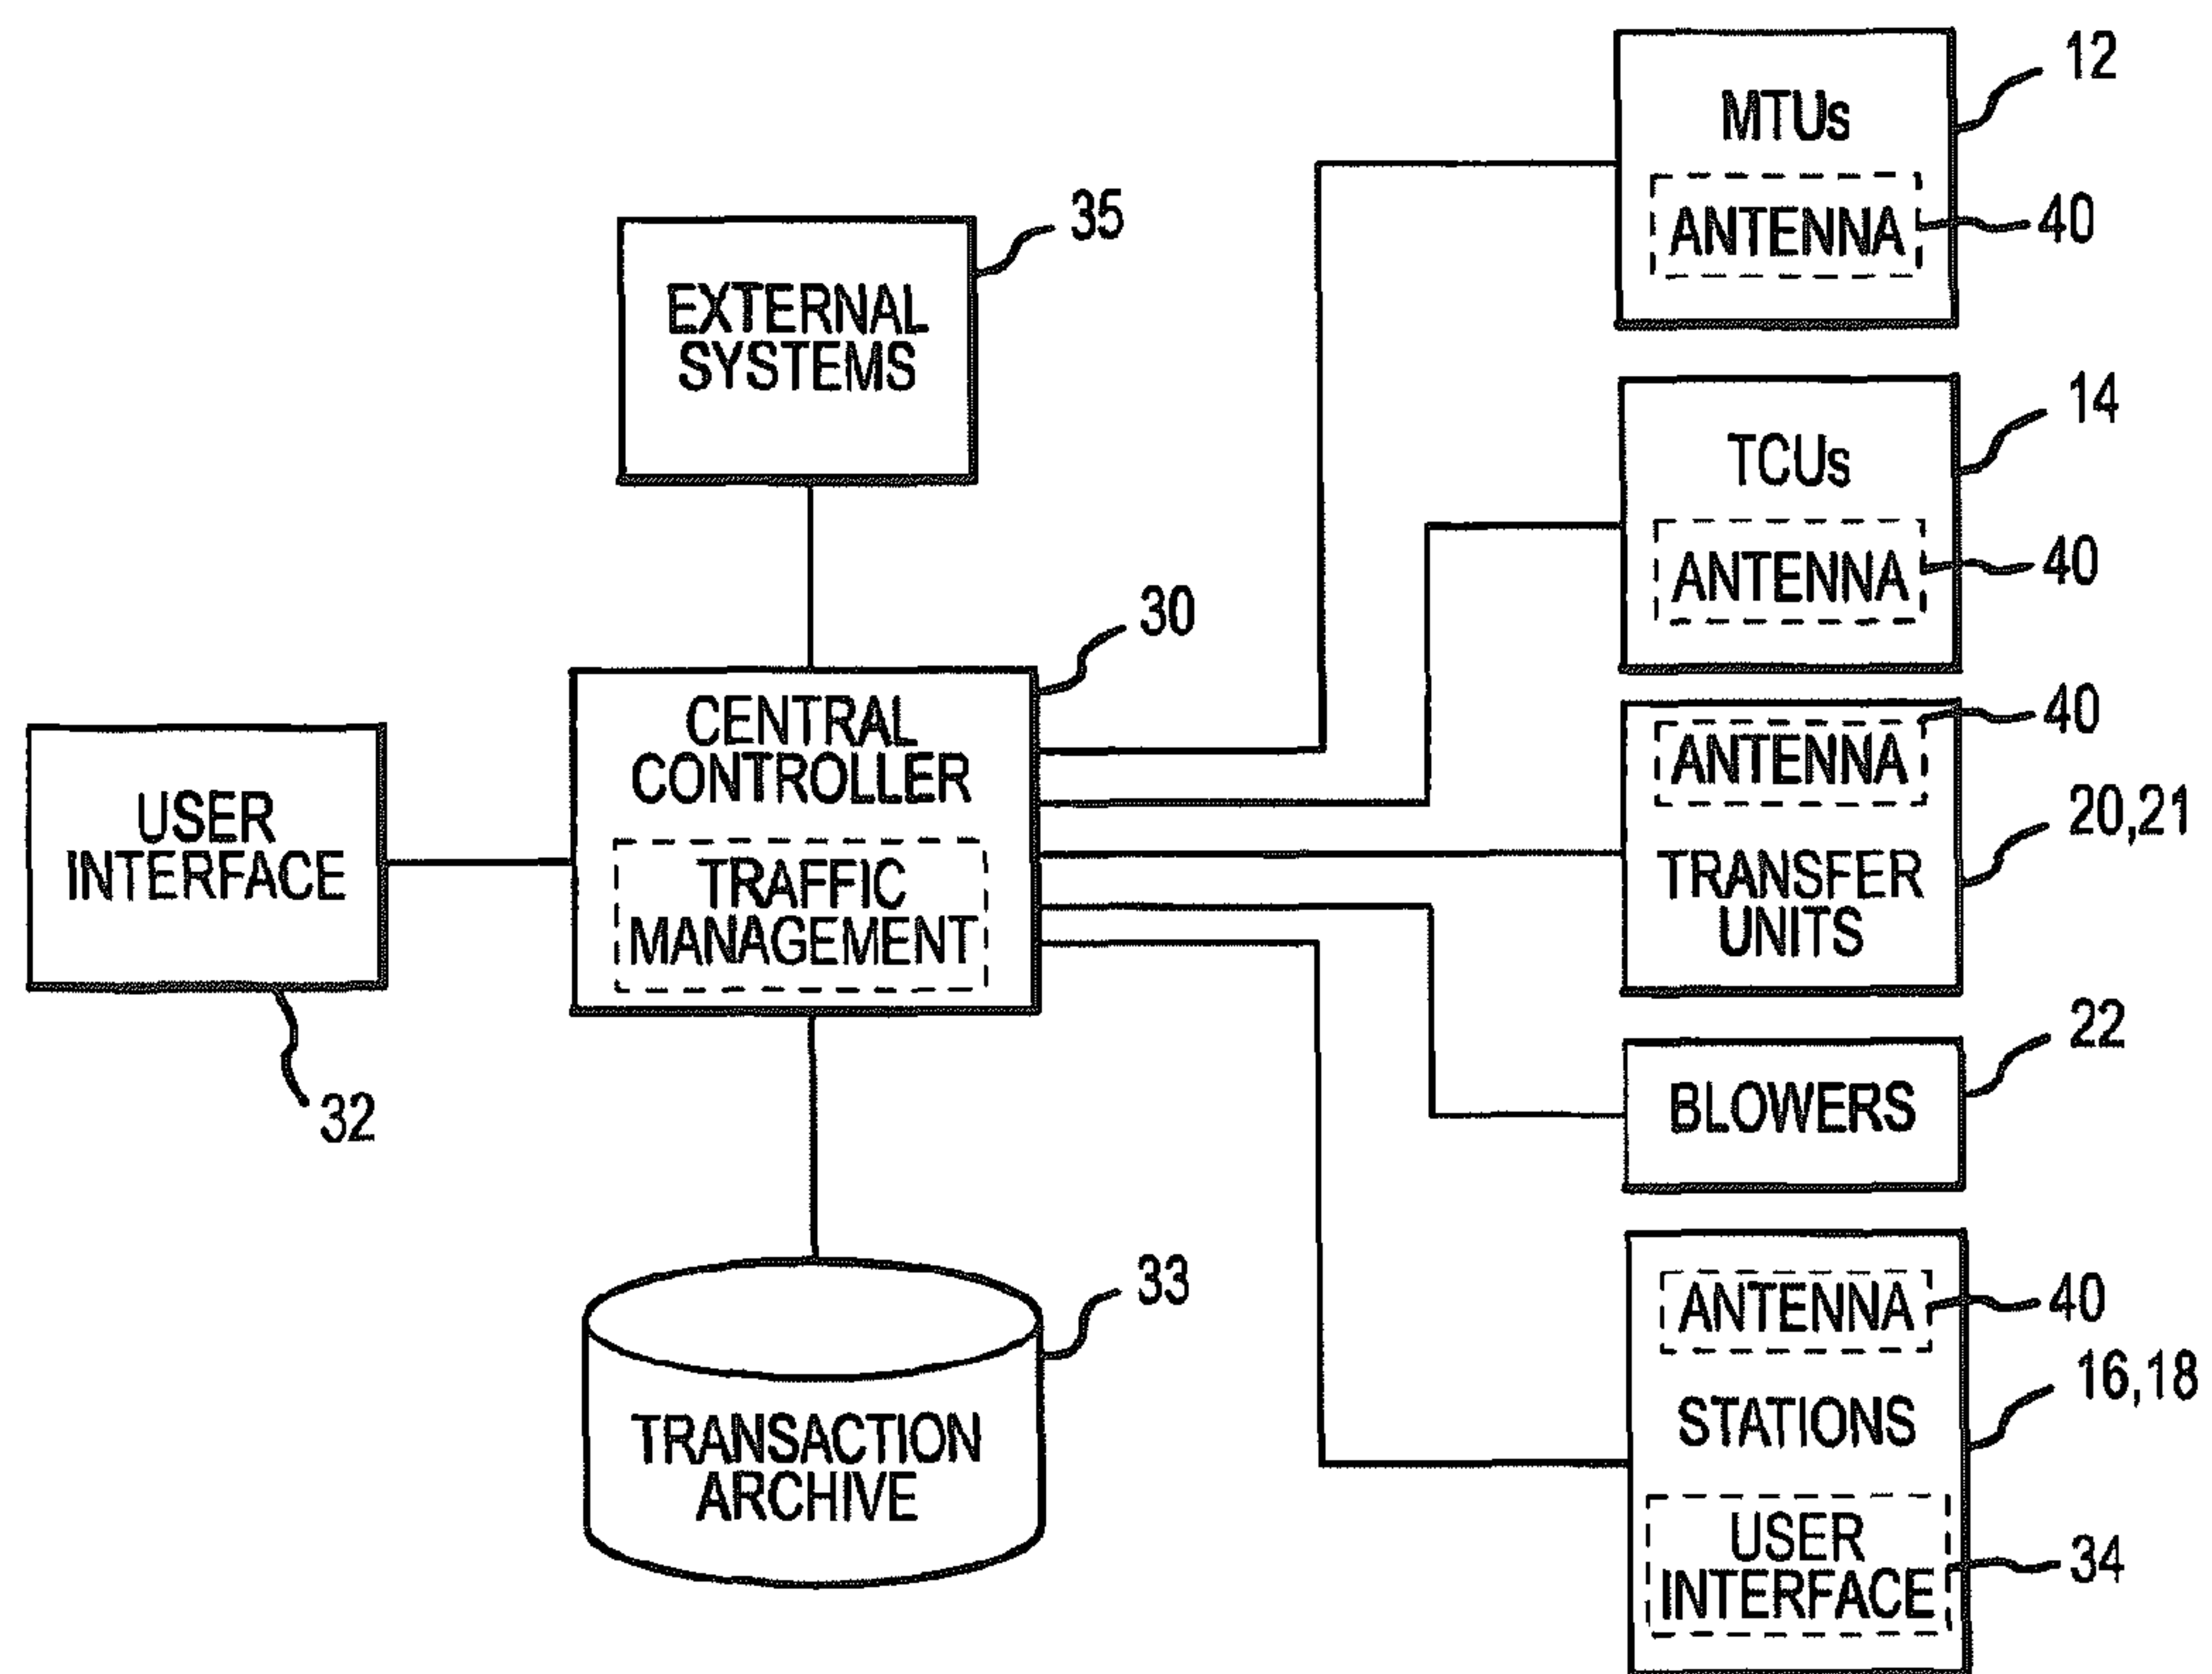 12
MTUs
ANTENNA
40
35
EXTERNAL
SYSTEMS
14
TCUs
ANTENNA
40
30
CENTRAL
CONTROLLER
TRAFFIC
MANAGEMENT
USER
INTERFACE
32
40
ANTENNA
20,21
TRANSFER
UNITS
22
BLOWERS
33
TRANSACTION
ARCHIVE
ANTENNA
40
16,18
STATIONS
USER
INTERFACE
34